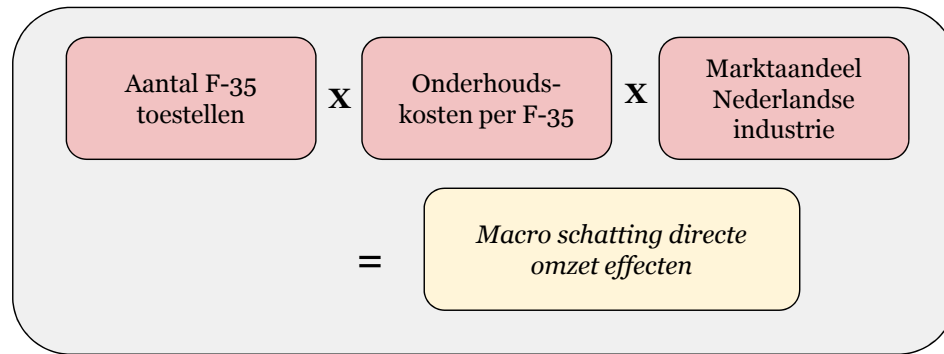 Aantal F-35
toestellen
X
Onderhouds-
kosten per F-35
X
Marktaandeel
Nederlandse
industrie
=
Macro schatting directe
omzet effecten